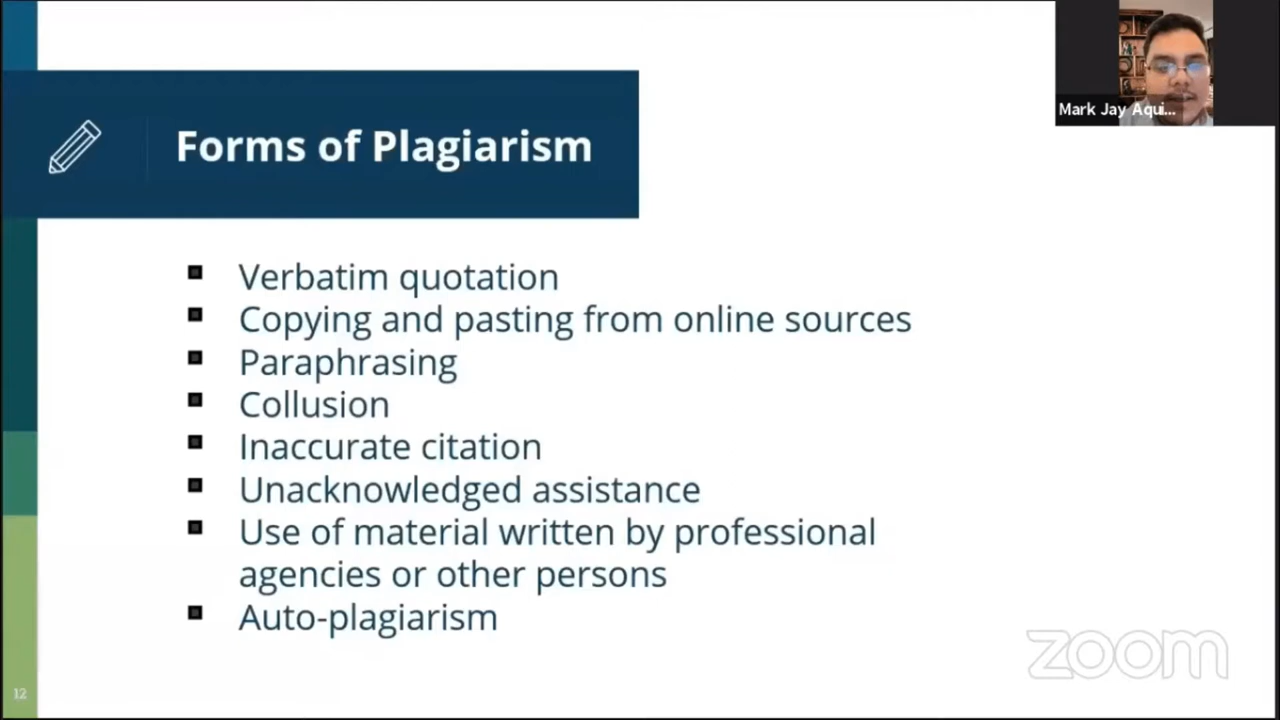 Mark Jay Aqui...
Forms of Plagiarism
Verbatim quotation
Copying and pasting from online sources
Paraphrasing
Collusion
Inaccurate citation
Unacknowledged assistance
Use of material written by professional
agencies or other persons
Auto-plagiarism
zoom
12